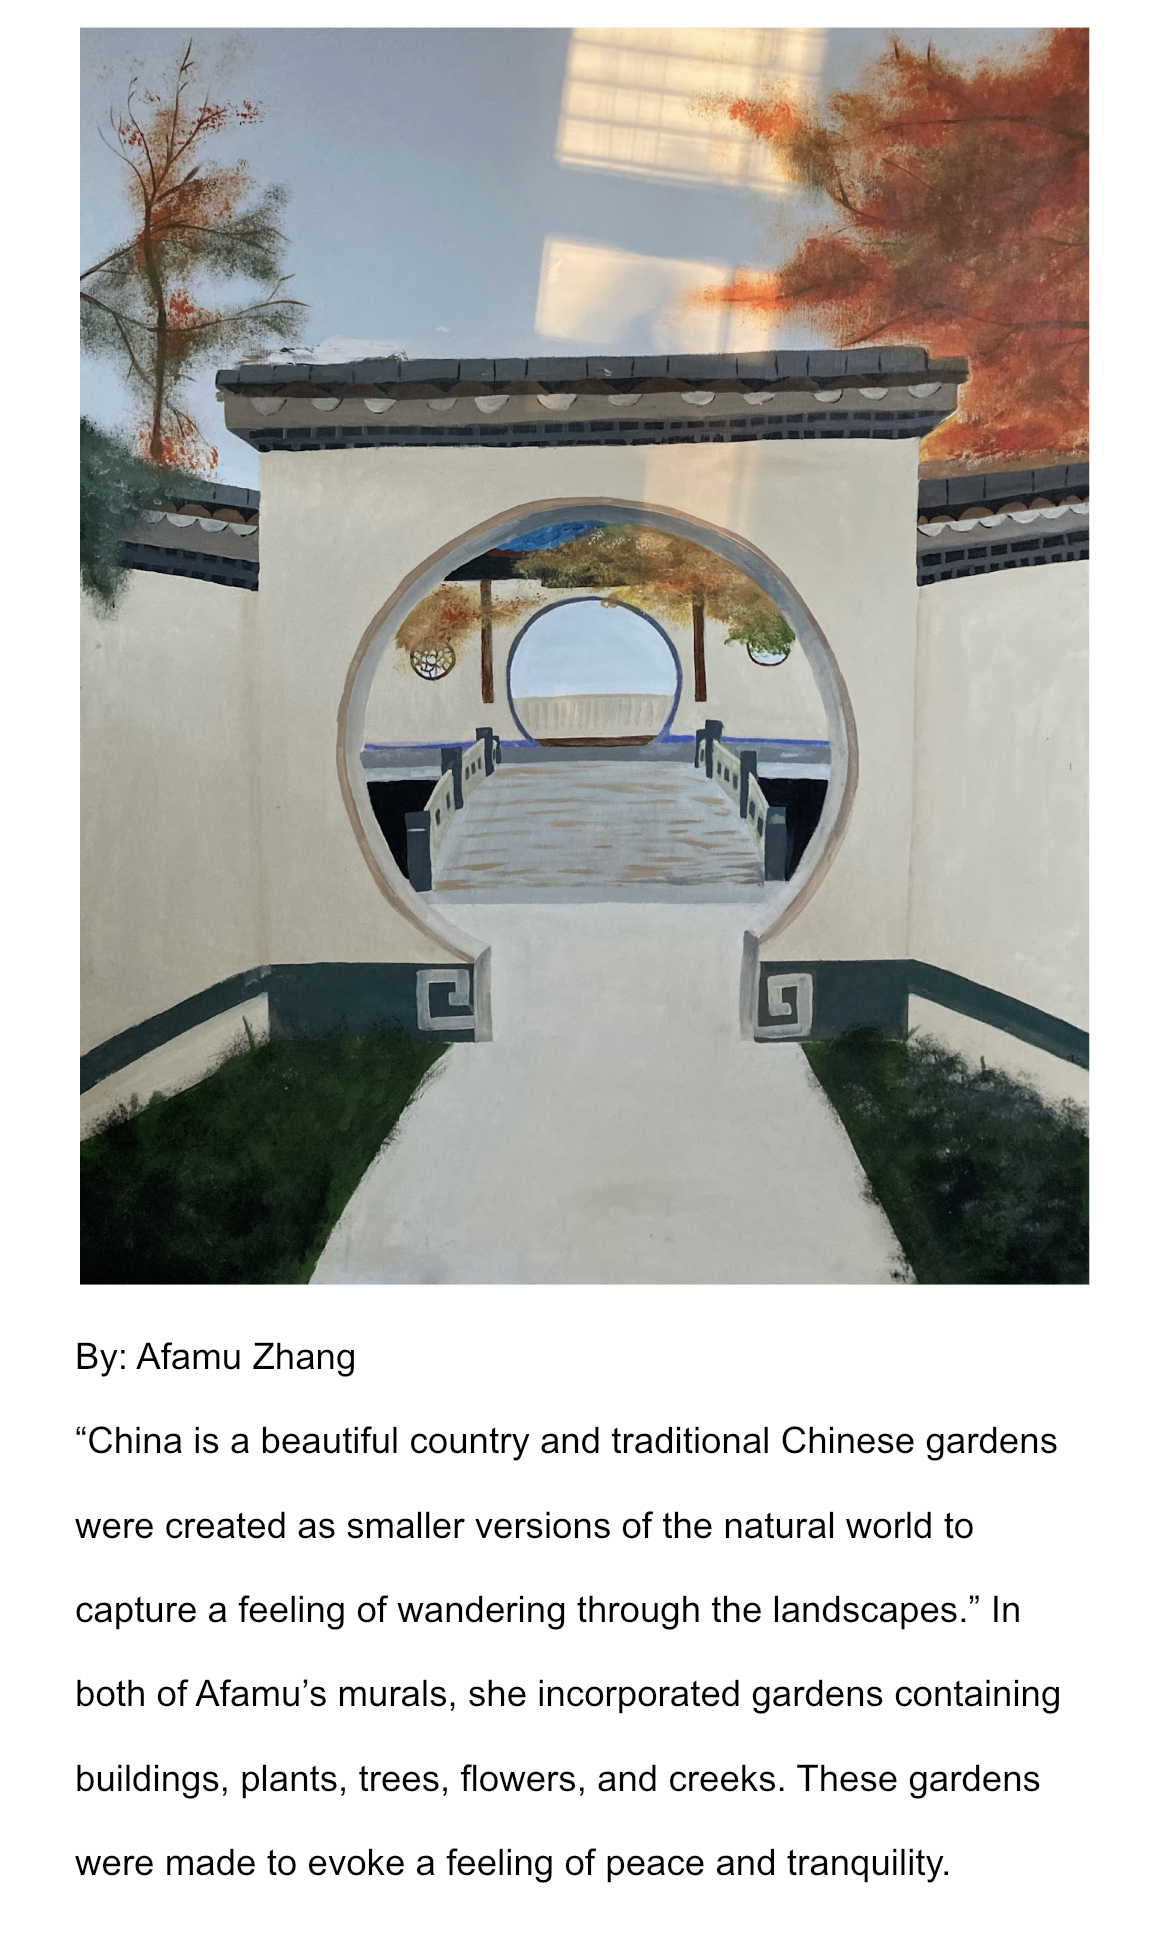 By: Afamu Zhang
“China is a beautiful country and traditional Chinese gardens
were created as smaller versions of the natural world to
capture a feeling of wandering through the landscapes.” In
both of Afamu’s murals, she incorporated gardens containing
buildings, plants, trees, flowers, and creeks. These gardens
were made to evoke a feeling of peace and tranquility.